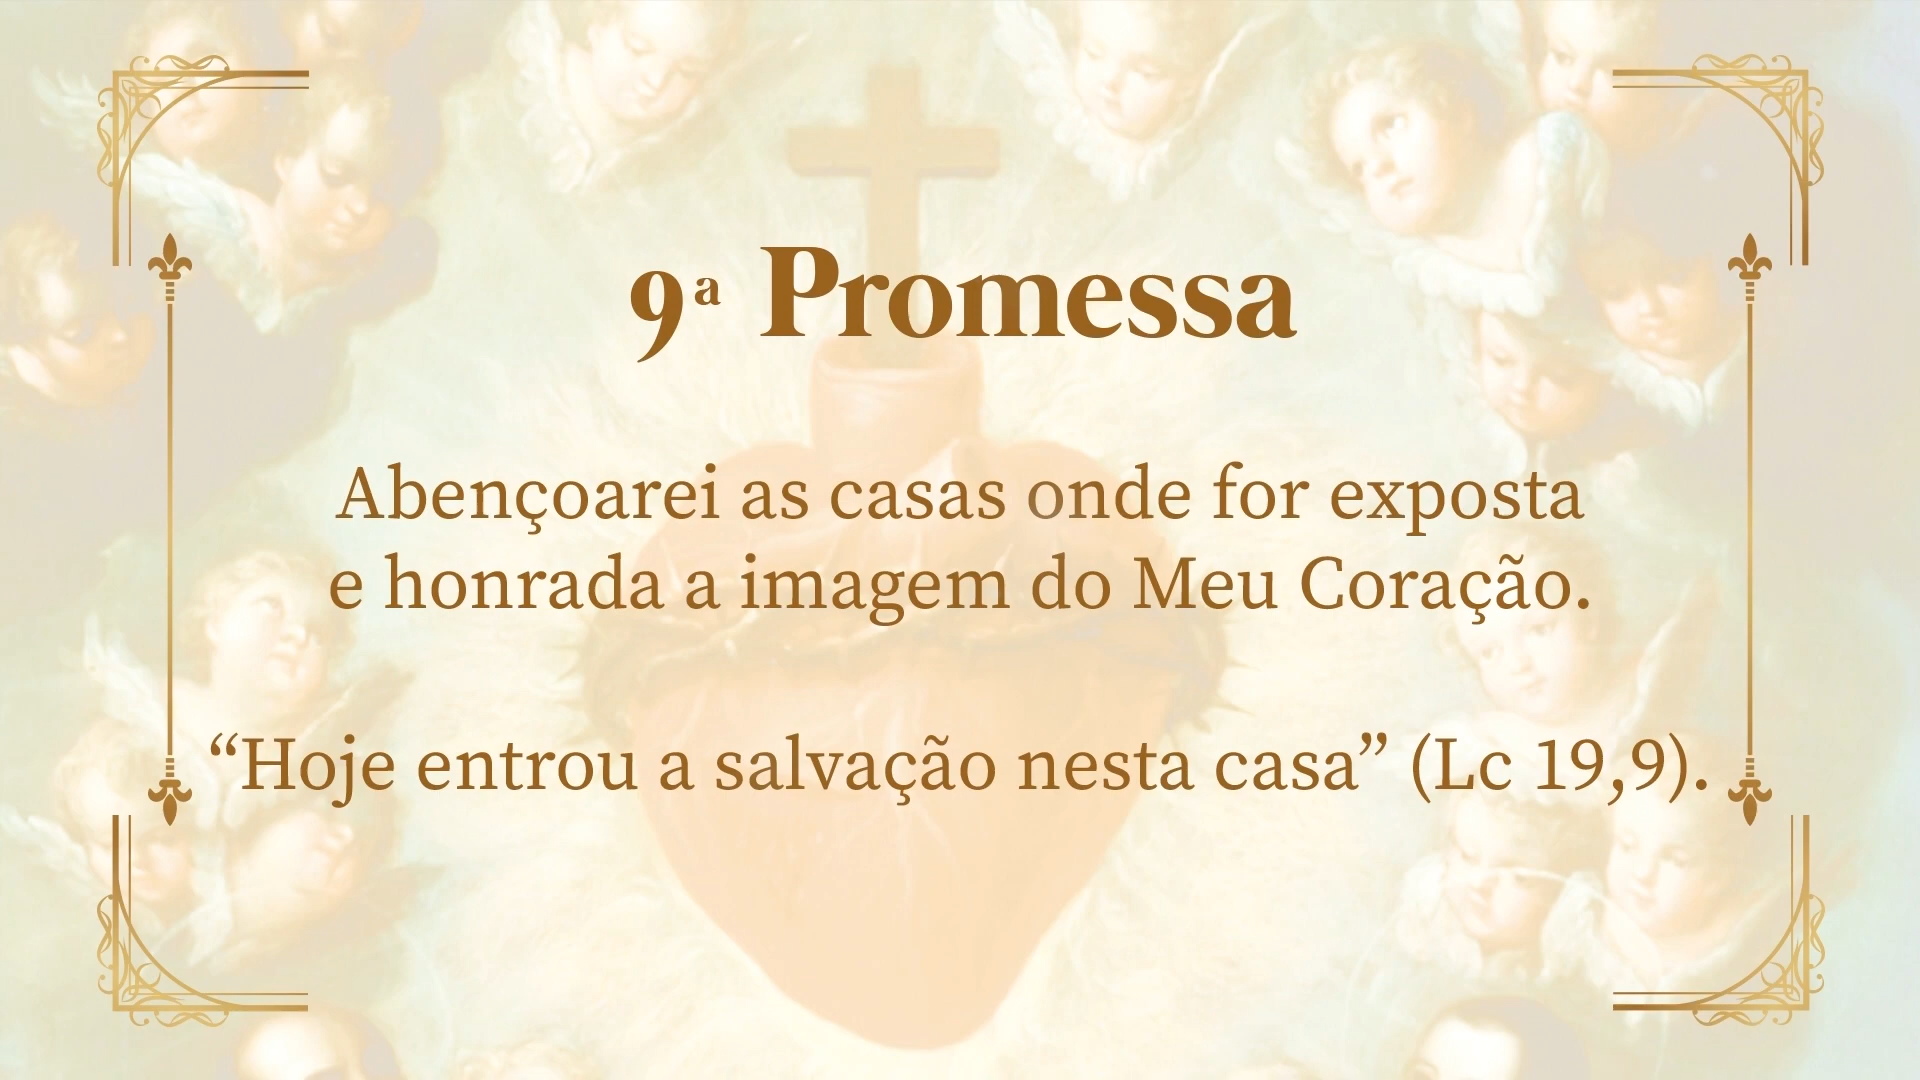 9ª Promessa
Abençoarei as casas onde for exposta
e honrada a imagem do Meu Coração.
“Hoje entrou a salvação nesta casa” (Lc 19,9).